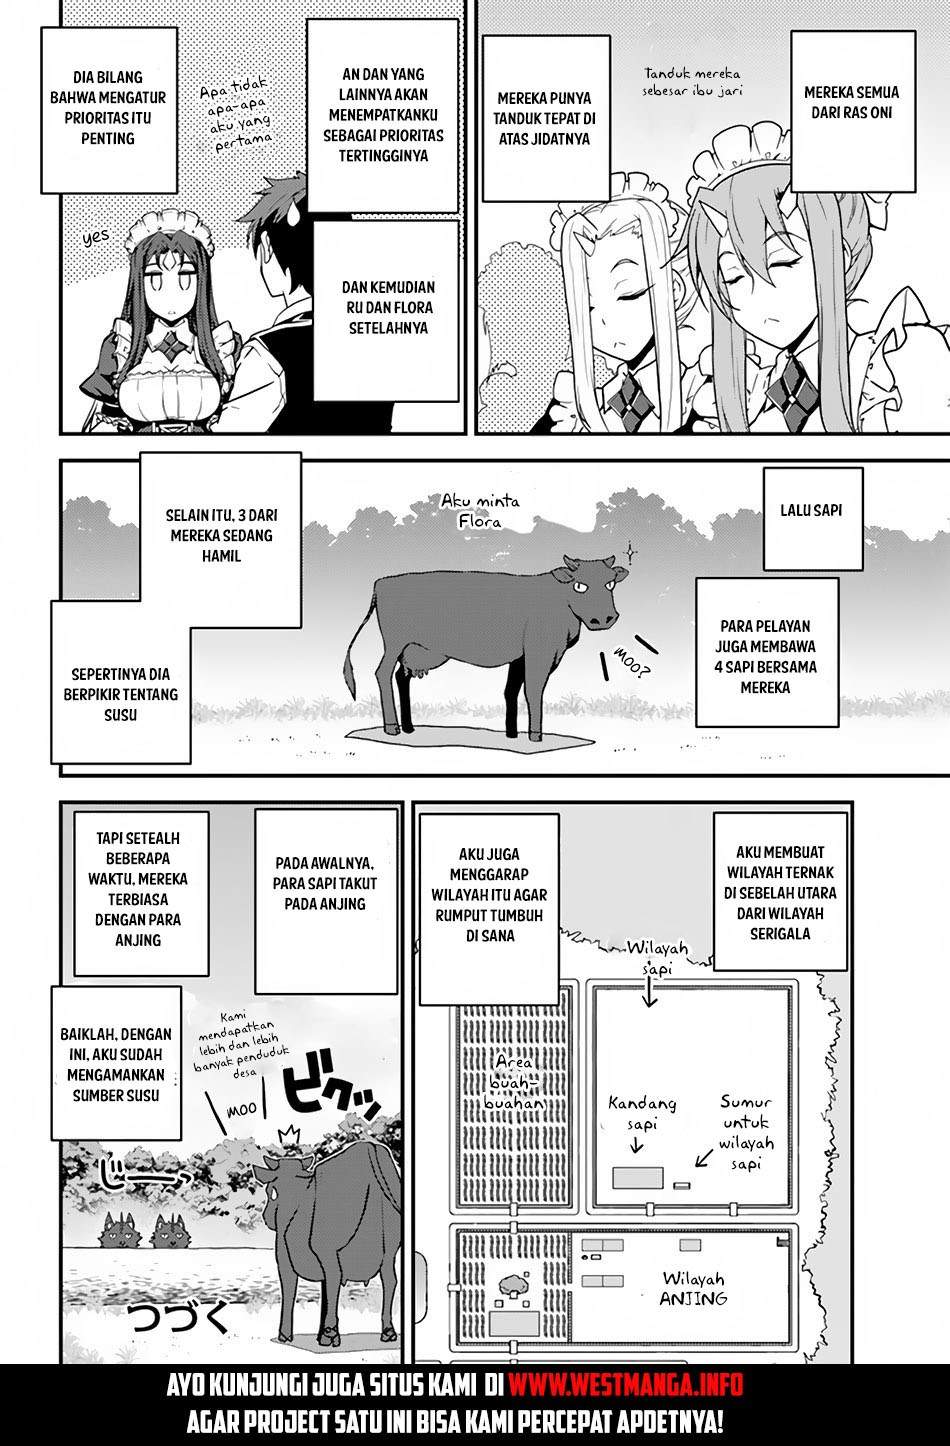 MEREKA SEMUA
DARI RAS ONI
Tanduk mereka
sebesar ibu jari
MEREKA PUNYA
TANDUK TEPAT DI
ATAS JIDATNYA
AN DAN YANG
LAINNYA AKAN
MENEMPATKANKU
SEBAGAI PRIORITAS
TERTINGGINYA
DAN KEMUDIAN
RU DAN FLORA
SETELAHNYA
Apa tidak
apa-apa
aku yang
pertama
DIA BILANG
BAHWA MENGATUR
PRIORITAS ITU
PENTING
yes
LALU SAPI
PARA PELAYAN
JUGA MEMBAWA
4 SAPI BERSAMA
MEREKA
Aku minta
Flora
MOO?
SELAIN ITU, 3 DARI
MEREKA SEDANG
HAMIL
SEPERTINYA DIA
BERPIKIR TENTANG
SUSU
AKU MEMBUAT
WILAYAH TERNAK
DI SEBELAH UTARA
DARI WILAYAH
SERIGALA
AKU JUGA
MENGGARAP
WILAYAH ITU AGAR
RUMPUT TUMBUH
DI SANA
Wilayah
sapi
Area
buah-
buahan
Kandang
sapi
Sumur
untuk
wilayah
sapi
Wilayah
ANJING
PADA AWALNYA,
PARA SAPI TAKUT
PADA ANJING
TAPI SETEALH
BEBERAPA
WAKTU, MEREKA
TERBIASA
DENGAN PARA
ANJING
Kami
mendapatkan
lebih dan lebih
banyak penduduk
desa
BAIKLAH, DENGAN
INI, AKU SUDAH
MENGAMANKAN
SUMBER SUSU
MOO
ビクッ
じーっ
つづく
AYO KUNJUNGI JUGA SITUS KAMI DI WWW.WESTMANGA.INFO
AGAR PROJECT SATU INI BISA KAMI PERCEPAT APDETNYA!